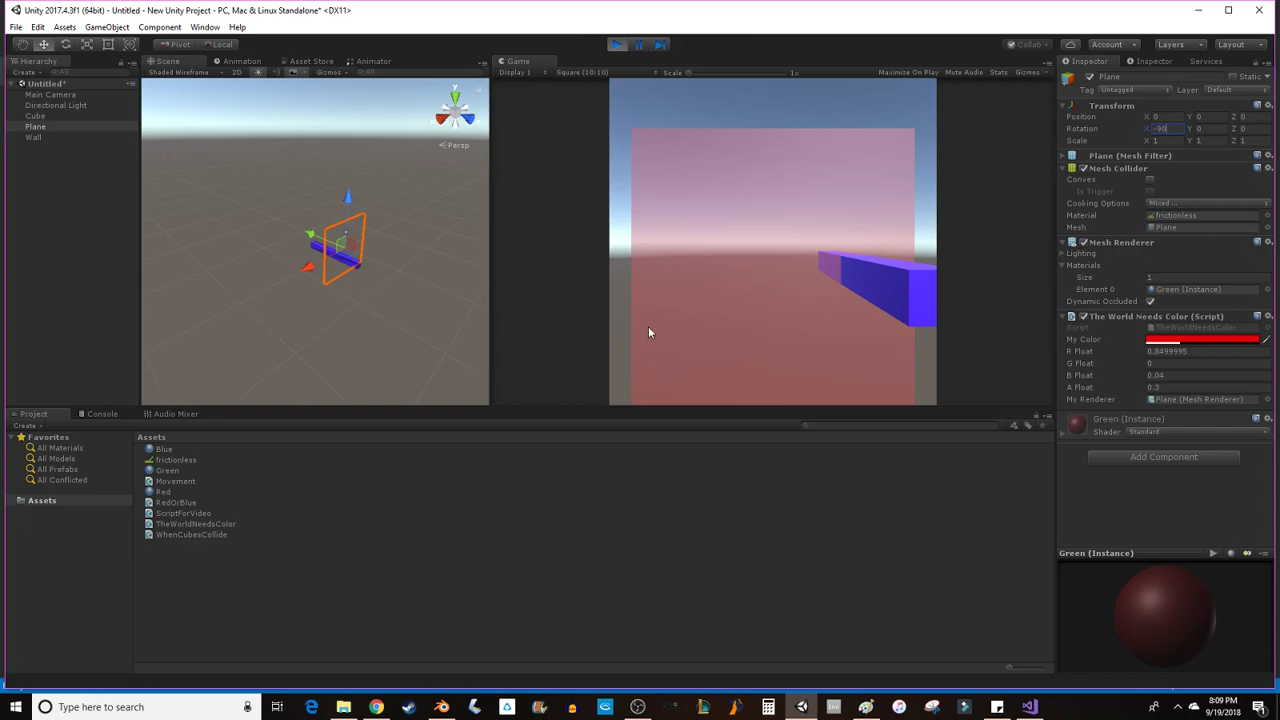 Unity 2017.4.3f1 (64bit) - Untitled - New Unity Project - PC, Mac & Linux Standalone* <DX11>
File Edit Assets GameObject Component Window Help
Pivot Local Collab Account Layers Layout
Hierarchy Scene Animation Asset Store Animator Game Inspector Inspector Services
Create All Shaded Wireframe 2D Gizmos All Display 1 Square (10:10) Scale 1x Maximize On Play Mute Audio Stats Gizmos
Untitled*
Main Camera
Directional Light
Cube
Plane
Wall
y
Persp
Plane Static
Tag Untagged Layer Default
Transform
Position X 0 Y 0 Z 0
Rotation X -90 Y 0 Z 0
Scale X 1 Y 1 Z 1
Plane (Mesh Filter)
Mesh Collider
Convex
Is Trigger
Cooking Options Mixed ...
Material frictionless
Mesh Plane
Mesh Renderer
Lighting
Materials
Size 1
Element 0 Green (Instance)
Dynamic Occluded
The World Needs Color (Script)
Script TheWorldNeedsColor
My Color
R Float 0.8499995
G Float 0
B Float 0.04
A Float 0.3
My Renderer Plane (Mesh Renderer)
Green (Instance)
Shader Standard
Add Component
Green (Instance)
Project Console Audio Mixer
Create
Favorites
All Materials
All Models
All Prefabs
All Conflicted
Assets
Assets
Blue
frictionless
Green
Movement
Red
RedOrBlue
ScriptForVideo
TheWorldNeedsColor
WhenCubesCollide
Type here to search
8:09 PM
9/19/2018